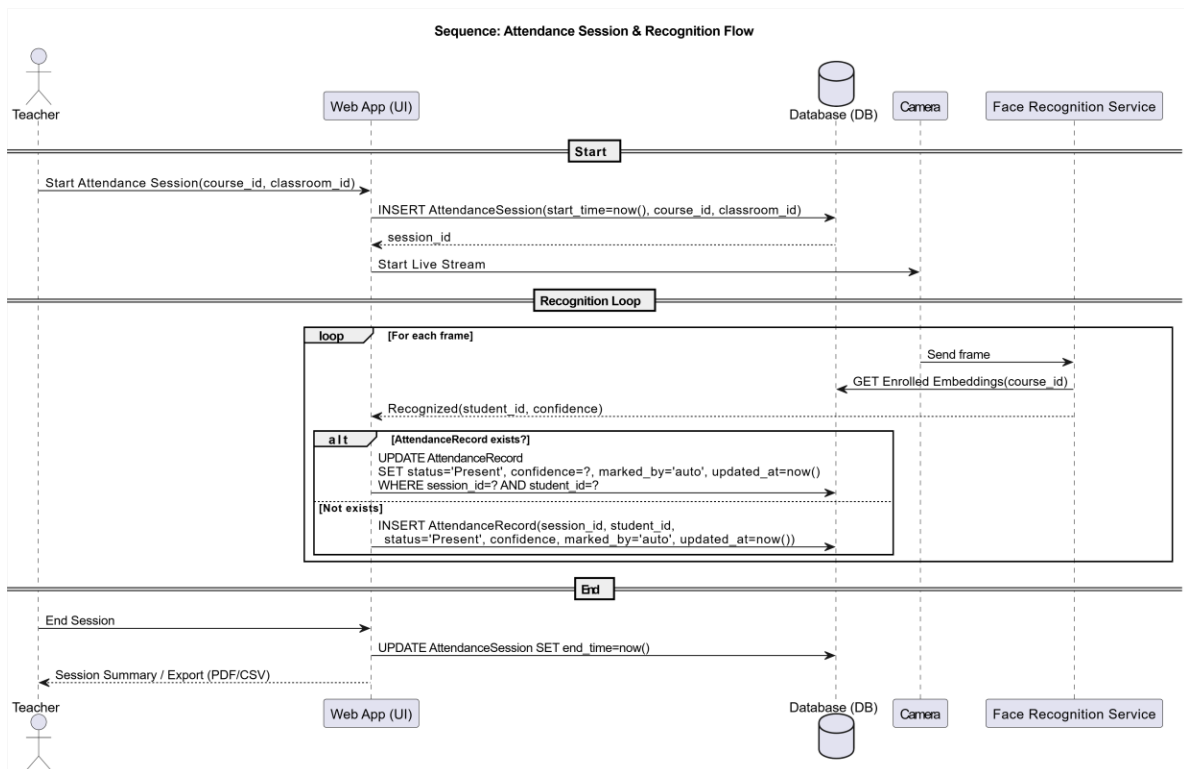 Sequence: Attendance Session & Recognition Flow
Teacher
Web App (UI)
Database (DB)
Camera
Face Recognition Service
Start
Start Attendance Session(course_id, classroom_id)
INSERT AttendanceSession(start_time=now(), course_id, classroom_id)
session_id
Start Live Stream
Recognition Loop
loop
[For each frame]
Send frame
GET Enrolled Embeddings(course_id)
Recognized(student_id, confidence)
alt
[AttendanceRecord exists?]
UPDATE AttendanceRecord
SET status='Present', confidence=?, marked_by='auto', updated_at=now()
WHERE session_id=? AND student_id=?
[Not exists]
INSERT AttendanceRecord(session_id, student_id,
status='Present', confidence, marked_by='auto', updated_at=now())
End
End Session
UPDATE AttendanceSession SET end_time=now()
Session Summary / Export (PDF/CSV)
Teacher
Web App (UI)
Database (DB)
Camera
Face Recognition Service